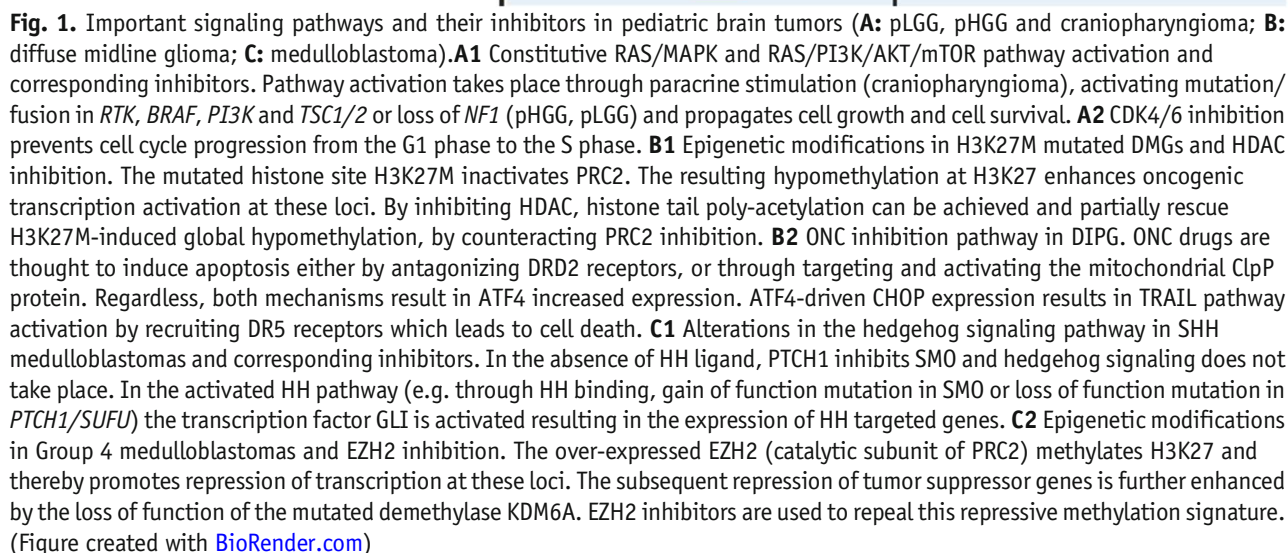 Fig. 1. Important signaling pathways and their inhibitors in pediatric brain tumors (A: pLGG, pHGG and craniopharyngioma; B:
diffuse midline glioma; C: medulloblastoma).A1 Constitutive RAS/MAPK and RAS/PI3K/AKT/mTOR pathway activation and
corresponding inhibitors. Pathway activation takes place through paracrine stimulation (craniopharyngioma), activating mutation/
fusion in RTK, BRAF, PI3K and TSC1/2 or loss of NF1 (pHGG, pLGG) and propagates cell growth and cell survival. A2 CDK4/6 inhibition
prevents cell cycle progression from the G1 phase to the S phase. B1 Epigenetic modifications in H3K27M mutated DMGs and HDAC
inhibition. The mutated histone site H3K27M inactivates PRC2. The resulting hypomethylation at H3K27 enhances oncogenic
transcription activation at these loci. By inhibiting HDAC, histone tail poly-acetylation can be achieved and partially rescue
H3K27M-induced global hypomethylation, by counteracting PRC2 inhibition. B2 ONC inhibition pathway in DIPG. ONC drugs are
thought to induce apoptosis either by antagonizing DRD2 receptors, or through targeting and activating the mitochondrial ClpP
protein. Regardless, both mechanisms result in ATF4 increased expression. ATF4-driven CHOP expression results in TRAIL pathway
activation by recruiting DR5 receptors which leads to cell death. C1 Alterations in the hedgehog signaling pathway in SHH
medulloblastomas and corresponding inhibitors. In the absence of HH ligand, PTCH1 inhibits SMO and hedgehog signaling does not
take place. In the activated HH pathway (e.g. through HH binding, gain of function mutation in SMO or loss of function mutation in
PTCH1/SUFU) the transcription factor GLI is activated resulting in the expression of HH targeted genes. C2 Epigenetic modifications
in Group 4 medulloblastomas and EZH2 inhibition. The over-expressed EZH2 (catalytic subunit of PRC2) methylates H3K27 and
thereby promotes repression of transcription at these loci. The subsequent repression of tumor suppressor genes is further enhanced
by the loss of function of the mutated demethylase KDM6A. EZH2 inhibitors are used to repeal this repressive methylation signature.
(Figure created with BioRender.com)